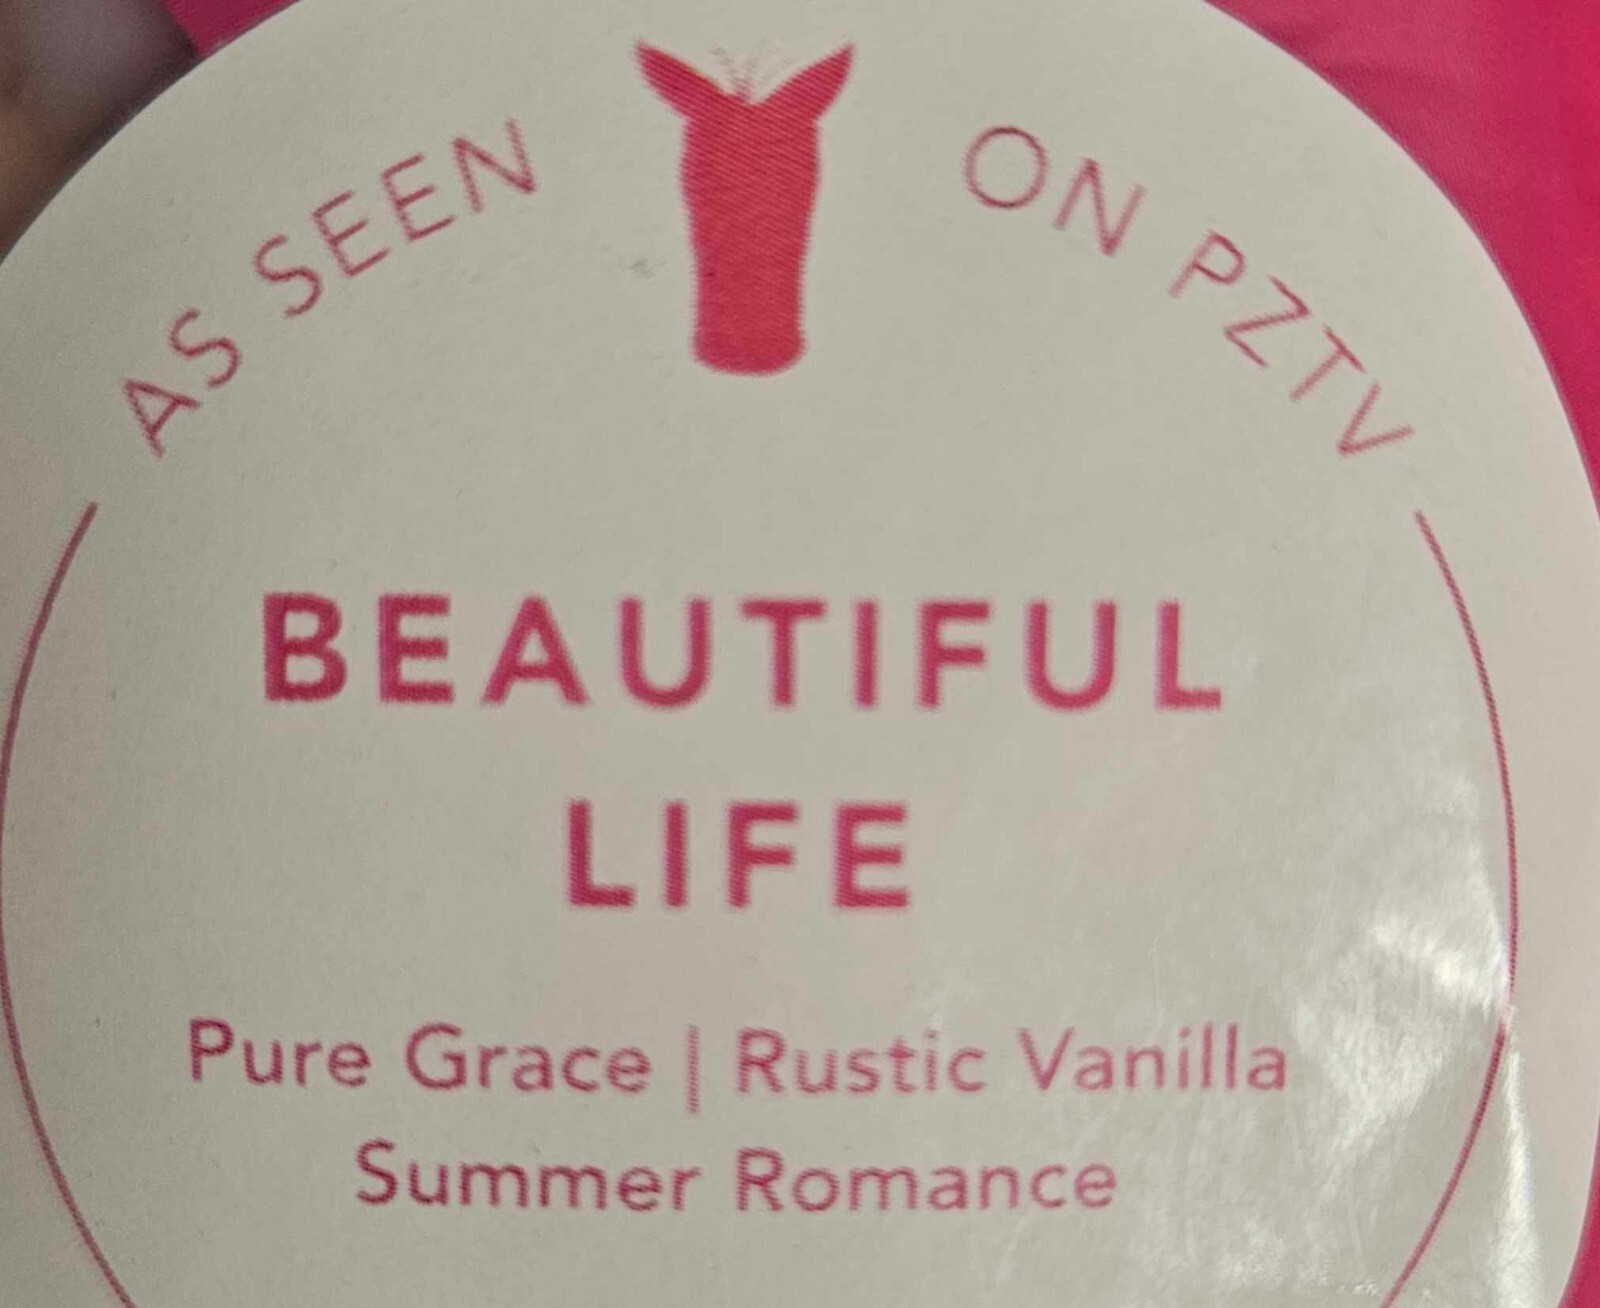 AS SEEN ON PZTV
BEAUTIFUL
LIFE
Pure Grace | Rustic Vanilla
Summer Romance